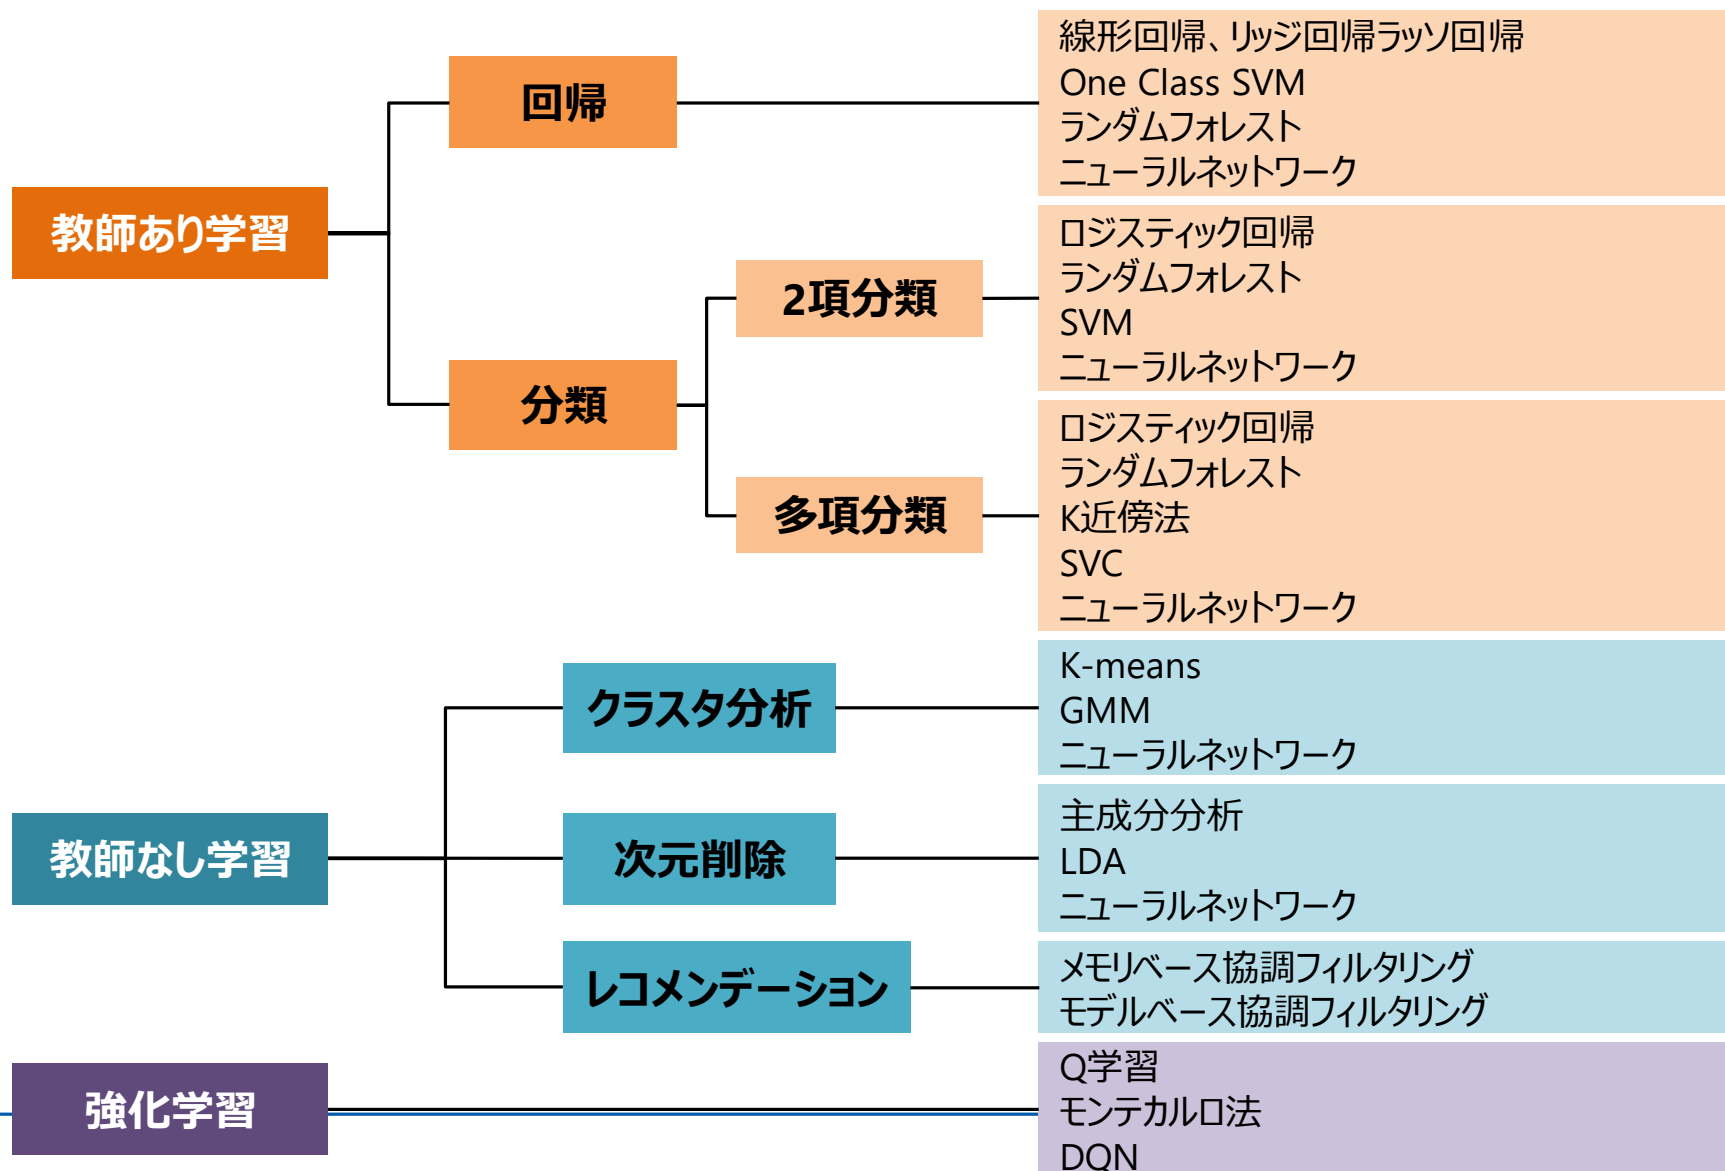 教師あり学習
回帰
線形回帰、リッジ回帰ラッソ回帰
One Class SVM
ランダムフォレスト
ニューラルネットワーク
分類
2項分類
ロジスティック回帰
ランダムフォレスト
SVM
ニューラルネットワーク
多項分類
ロジスティック回帰
ランダムフォレスト
K近傍法
SVC
ニューラルネットワーク
教師なし学習
クラスタ分析
K-means
GMM
ニューラルネットワーク
次元削除
主成分分析
LDA
ニューラルネットワーク
レコメンデーション
メモリベース協調フィルタリング
モデルベース協調フィルタリング
強化学習
Q学習
モンテカルロ法
DQN